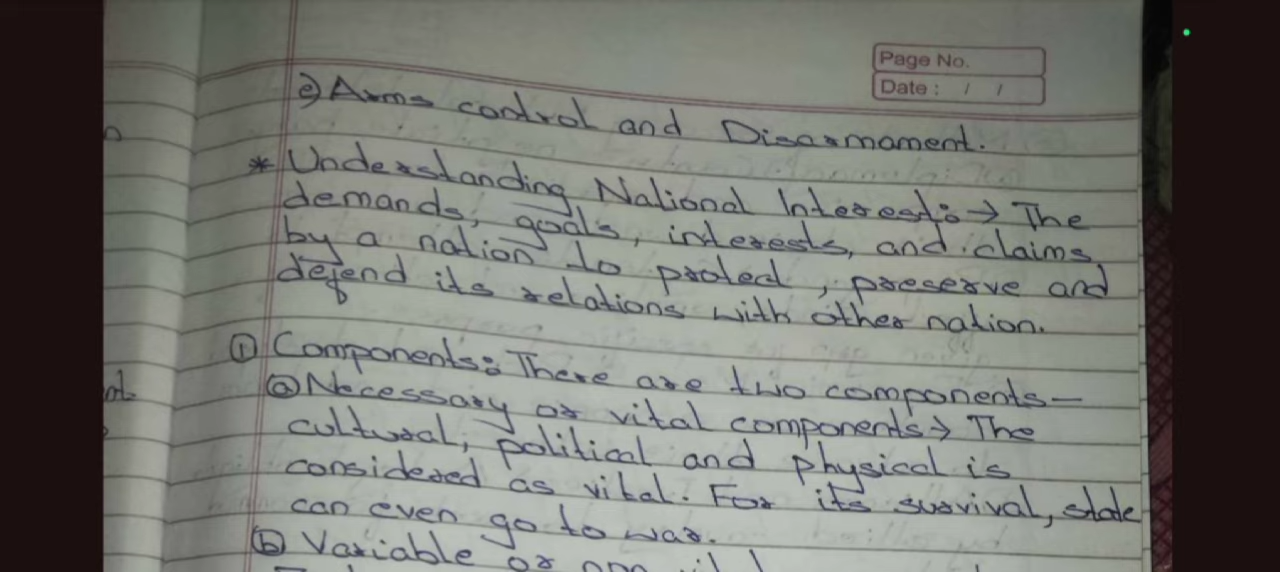 Page No.
Date : / /
e) Arms control and Disarmament.
* Understanding National Interest:→ The
demands, goals, interests, and claims
by a nation to protect, preserve and
defend its relations with other nation.
① Components: There are two components-
ⓐ Necessary or vital components→ The
cultural, political and physical is
considered as vital. For its survival, state
can even go to war.
ⓑ Variable or non